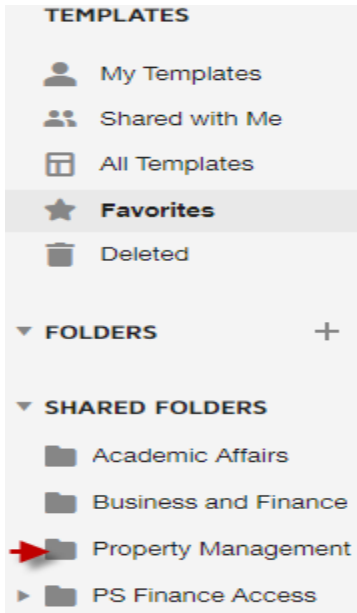 TEMPLATES
My Templates
Shared with Me
All Templates
Favorites
Deleted
FOLDERS
SHARED FOLDERS
Academic Affairs
Business and Finance
Property Management
PS Finance Access